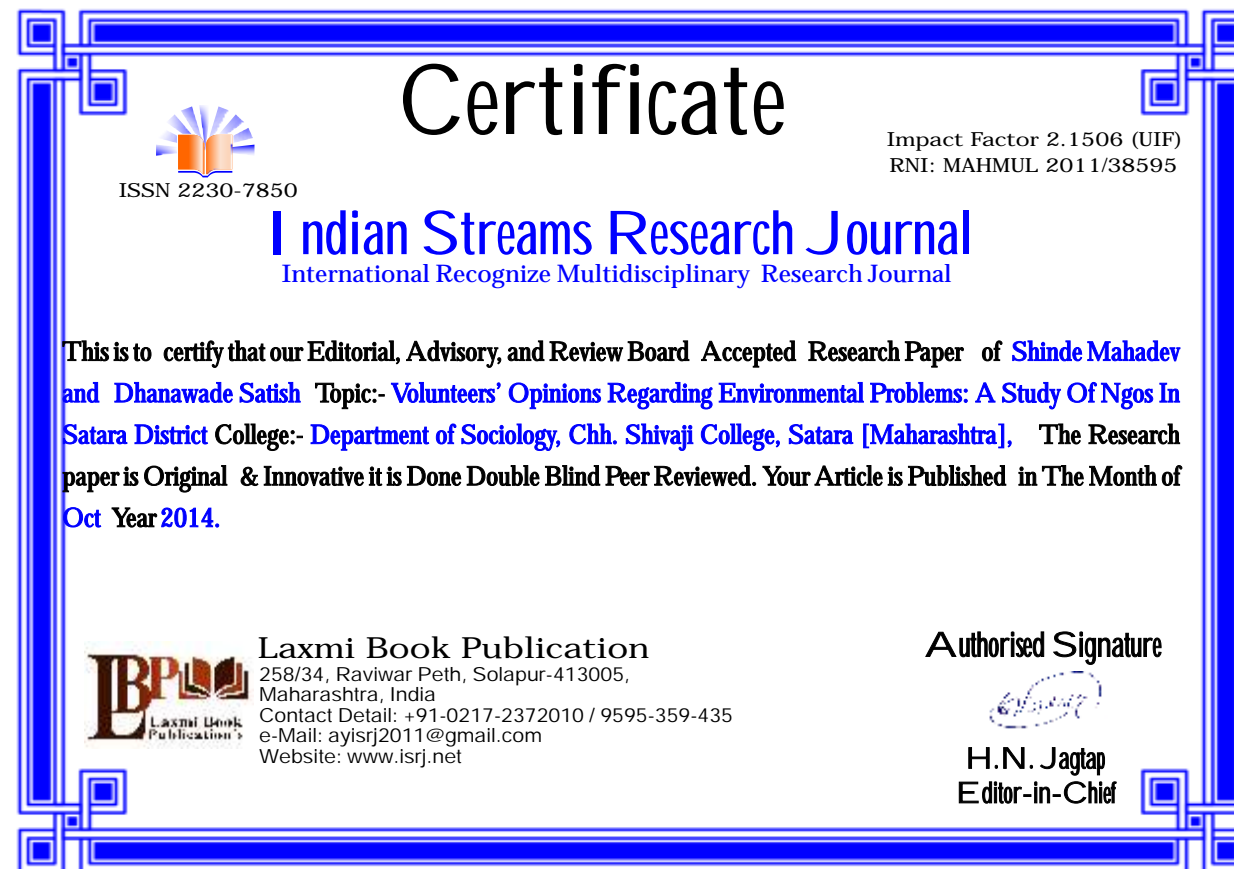 Certificate
Impact Factor 2.1506 (UIF)
RNI: MAHMUL 2011/38595
ISSN 2230-7850
Indian Streams Research Journal
International Recognize Multidisciplinary Research Journal
This is to certify that our Editorial, Advisory, and Review Board Accepted Research Paper of Shinde Mahadev
and Dhanawade Satish Topic:- Volunteers' Opinions Regarding Environmental Problems: A Study Of Ngos In
Satara District College:- Department of Sociology, Chh. Shivaji College, Satara [Maharashtra], The Research
paper is Original & Innovative it is Done Double Blind Peer Reviewed. Your Article is Published in The Month of
Oct Year 2014.
LBP
Laxmi Book
Publication's
Laxmi Book Publication
258/34, Raviwar Peth, Solapur-413005,
Maharashtra, India
Contact Detail: +91-0217-2372010 / 9595-359-435
e-Mail: ayisrj2011@gmail.com
Website: www.isrj.net
Authorised Signature
H.N. Jagtap
Editor-in-Chief